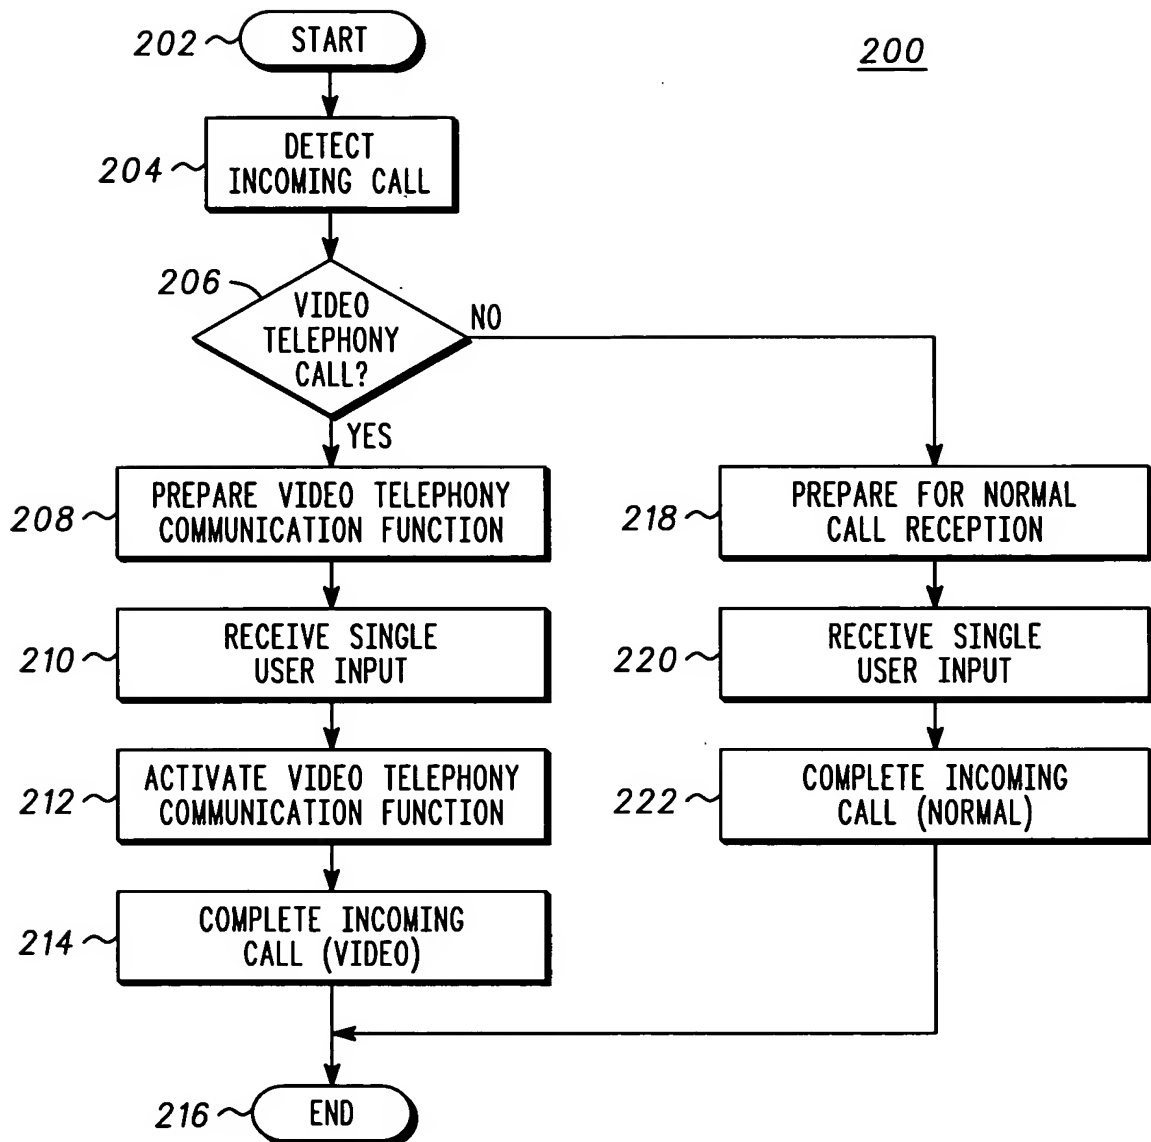 202
START
200
204
DETECT
INCOMING CALL
206
VIDEO
TELEPHONY
CALL?
NO
YES
208
PREPARE VIDEO TELEPHONY
COMMUNICATION FUNCTION
218
PREPARE FOR NORMAL
CALL RECEPTION
210
RECEIVE SINGLE
USER INPUT
220
RECEIVE SINGLE
USER INPUT
212
ACTIVATE VIDEO TELEPHONY
COMMUNICATION FUNCTION
222
COMPLETE INCOMING
CALL (NORMAL)
214
COMPLETE INCOMING
CALL (VIDEO)
216
END